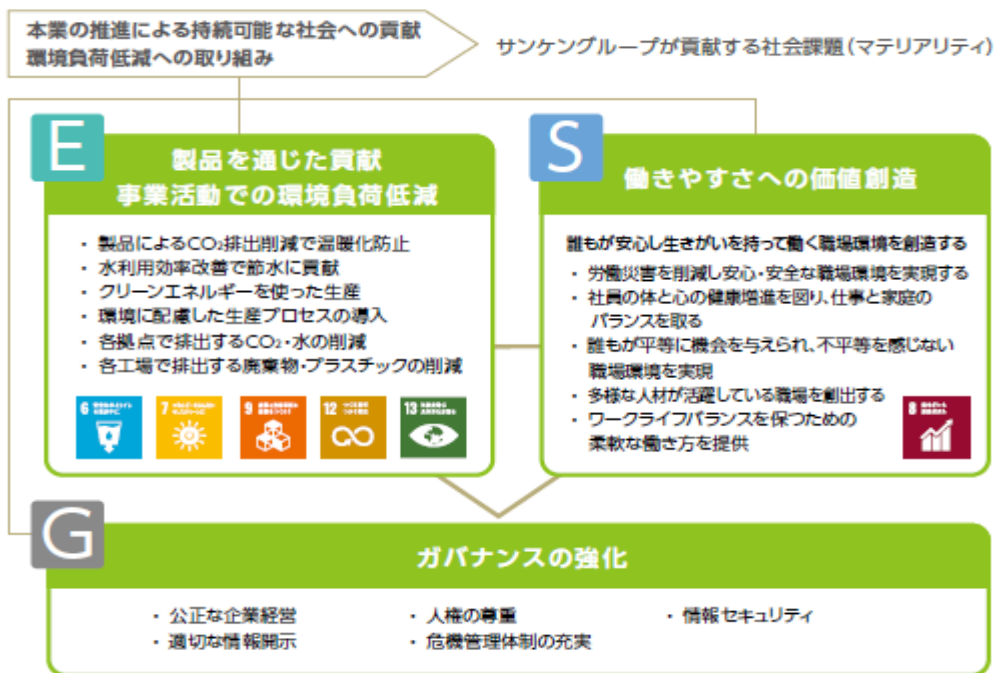 本業の推進による持続可能な社会への貢献
環境負荷低減への取り組み
サンケングループが貢献する社会課題(マテリアリティ)
E
製品を通じた貢献
事業活動での環境負荷低減
・ 製品によるCO₂排出削減で温暖化防止
・ 水利用効率改善で節水に貢献
・ クリーンエネルギーを使った生産
・ 環境に配慮した生産プロセスの導入
・ 各拠点で排出するCO₂・水の削減
・ 各工場で排出する廃棄物・プラスチックの削減
6
7
9
12
13
S
働きやすさへの価値創造
誰もが安心し生きがいを持って働く職場環境を創造する
・ 労働災害を削減し安心・安全な職場環境を実現する
・ 社員の体と心の健康増進を図り、仕事と家庭の
バランスを取る
・ 誰もが平等に機会を与えられ、不平等を感じない
職場環境を実現
・ 多様な人材が活躍している職場を創出する
・ ワークライフバランスを保つための
柔軟な働き方を提供
8
G
ガバナンスの強化
・ 公正な企業経営
・ 人権の尊重
・ 情報セキュリティ
・ 適切な情報開示
・ 危機管理体制の充実